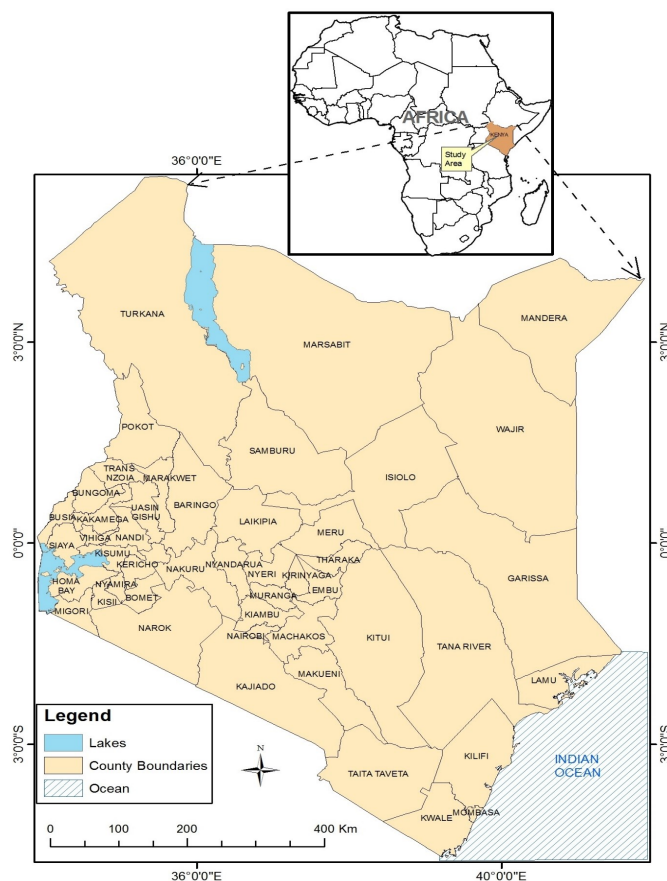 AFRICA
KENYA
Study
Area
36°0'0"E
3°0'0"N
3°0'0"N
TURKANA
MARSABIT
MANDERA
WAJIR
POKOT
SAMBURU
ISIOLO
TRANS
NZOIA
MARAKWET
BUNGOMA
BARINGO
UASIN
GISHU
BUSIA
KAKAMEGA
LAIKIPIA
MERU
VIHIGA
NANDI
SIAYA
0°0'0"
0°0'0"
KISUMU
KERICHO
NAKURU
NYANDARUA
THARAKA
GARISSA
HOMA
BAY
NYAMIRA
NYERI
KIRINYAGA
EMBU
KISII
BOMET
MURANGA
MIGORI
KIAMBU
NAROK
NAIROBI
MACHAKOS
KITUI
TANA RIVER
KAJIADO
MAKUENI
LAMU
Legend
Lakes
County Boundaries
Ocean
N
3°0'0"S
3°0'0"S
KILIFI
INDIAN
OCEAN
TAITA TAVETA
MOMBASA
KWALE
0
100
200
400 Km
36°0'0"E
40°0'0"E